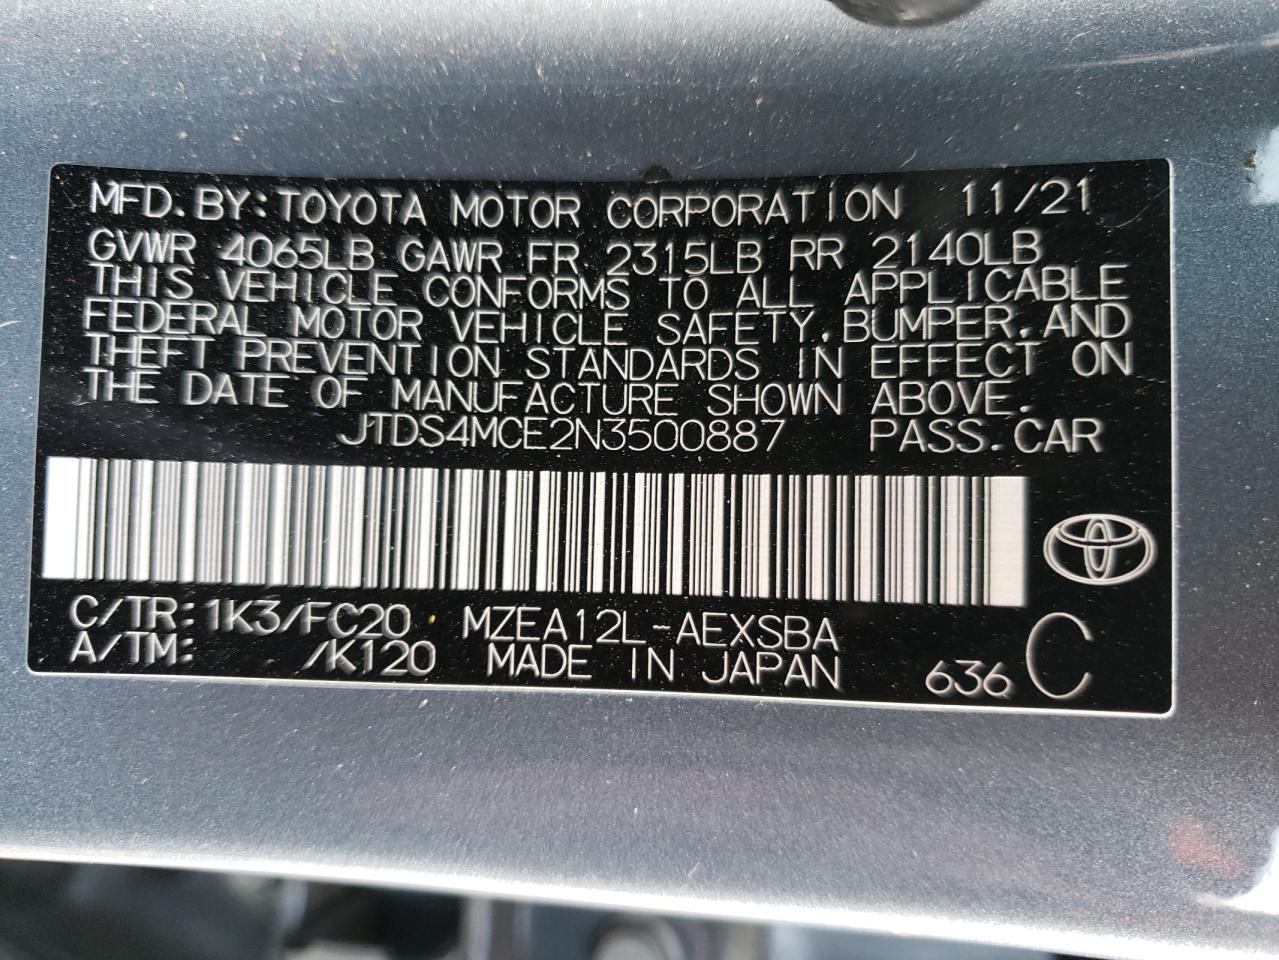 MFD. BY: TOYOTA MOTOR CORPORATION 11/21
GVWR 4065LB GAWR FR 2315LB RR 2140LB
THIS VEHICLE CONFORMS TO ALL APPLICABLE
FEDERAL MOTOR VEHICLE SAFETY, BUMPER, AND
THEFT PREVENTION STANDARDS IN EFFECT ON
THE DATE OF MANUFACTURE SHOWN ABOVE.
JTDS4MCE2N3500887 PASS. CAR
C/TR: 1K3/FC20 MZEA12L-AEXSBA
A/TM: /K120 MADE IN JAPAN 636 C